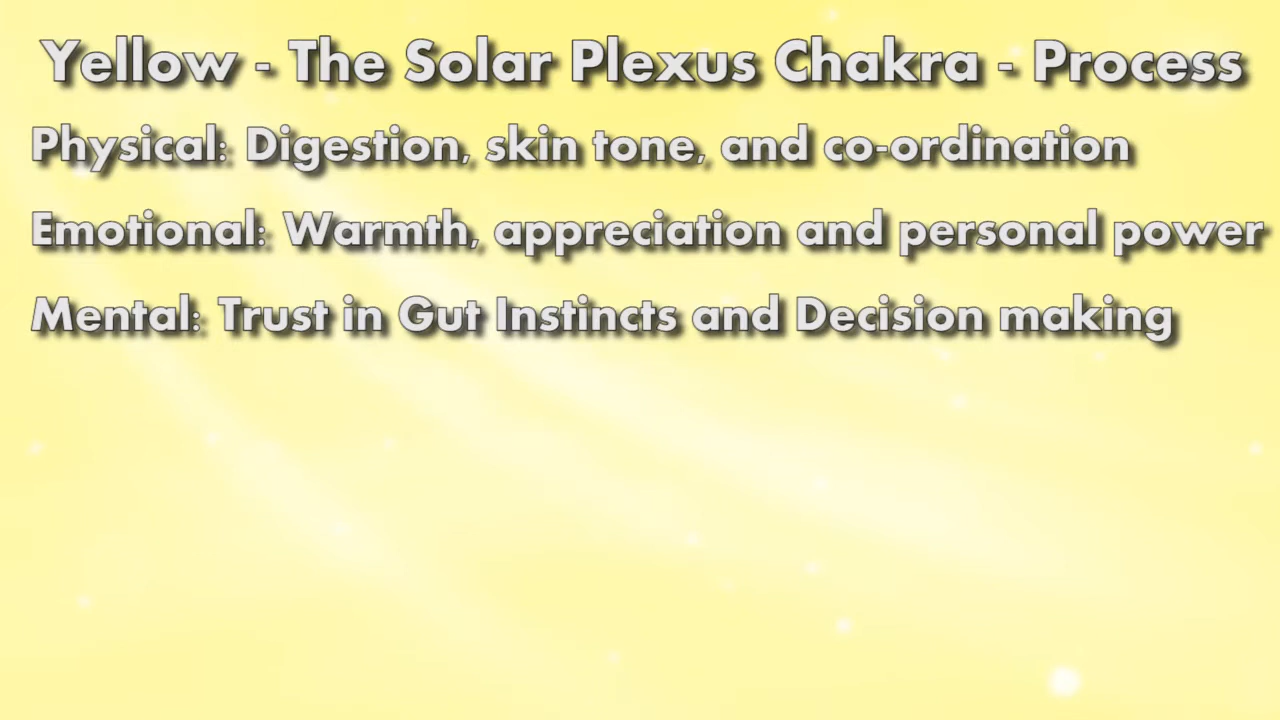 Yellow - The Solar Plexus Chakra - Process
Physical: Digestion, skin tone, and co-ordination
Emotional: Warmth, appreciation and personal power
Mental: Trust in Gut Instincts and Decision making